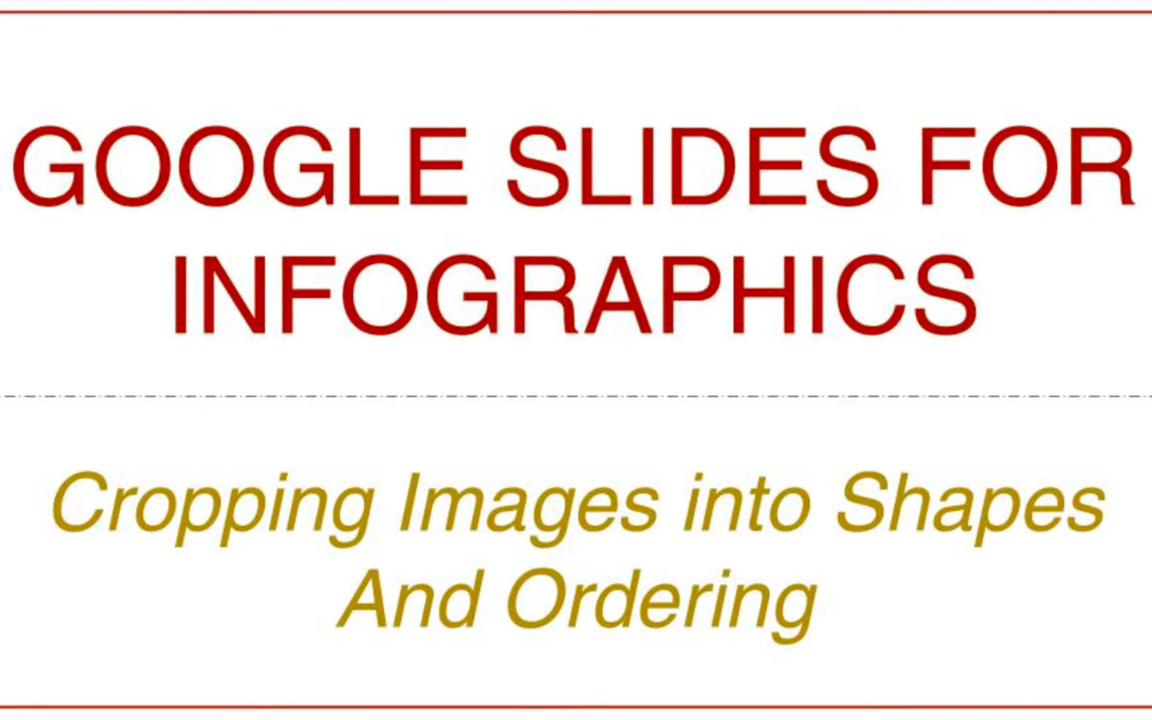 GOOGLE SLIDES FOR
INFOGRAPHICS
Cropping Images into Shapes
And Ordering